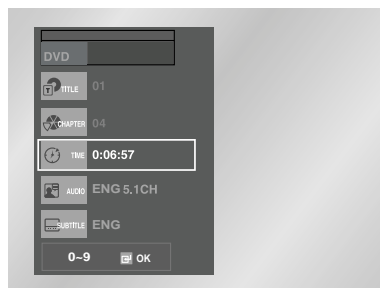 DVD
T TITLE 01
CHAPTER 04
TIME 0:06:57
AUDIO ENG 5.1CH
SUBTITLE ENG
0~9 OK